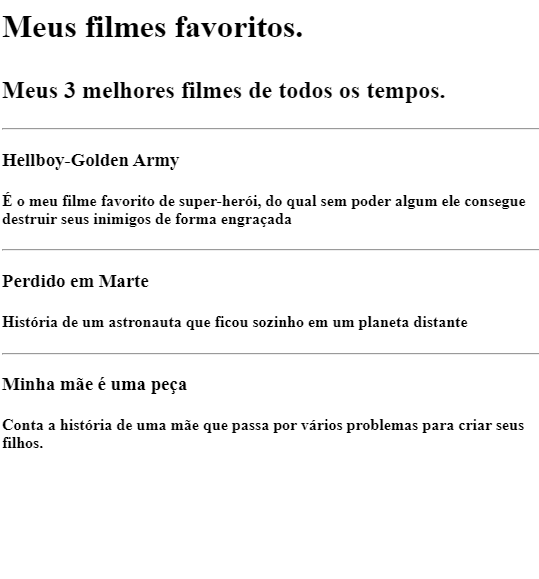 Meus filmes favoritos.
Meus 3 melhores filmes de todos os tempos.
Hellboy-Golden Army
É o meu filme favorito de super-herói, do qual sem poder algum ele consegue
destruir seus inimigos de forma engraçada
Perdido em Marte
História de um astronauta que ficou sozinho em um planeta distante
Minha mãe é uma peça
Conta a história de uma mãe que passa por vários problemas para criar seus
filhos.